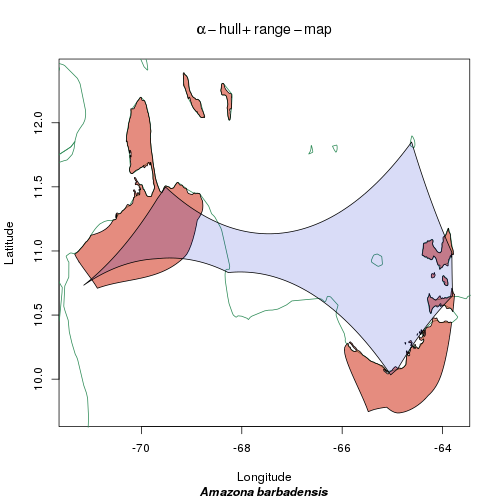 α − hull + range − map
12.0
11.5
11.0
10.5
10.0
Latitude
-70 -68 -66 -64
Longitude
Amazona barbadensis